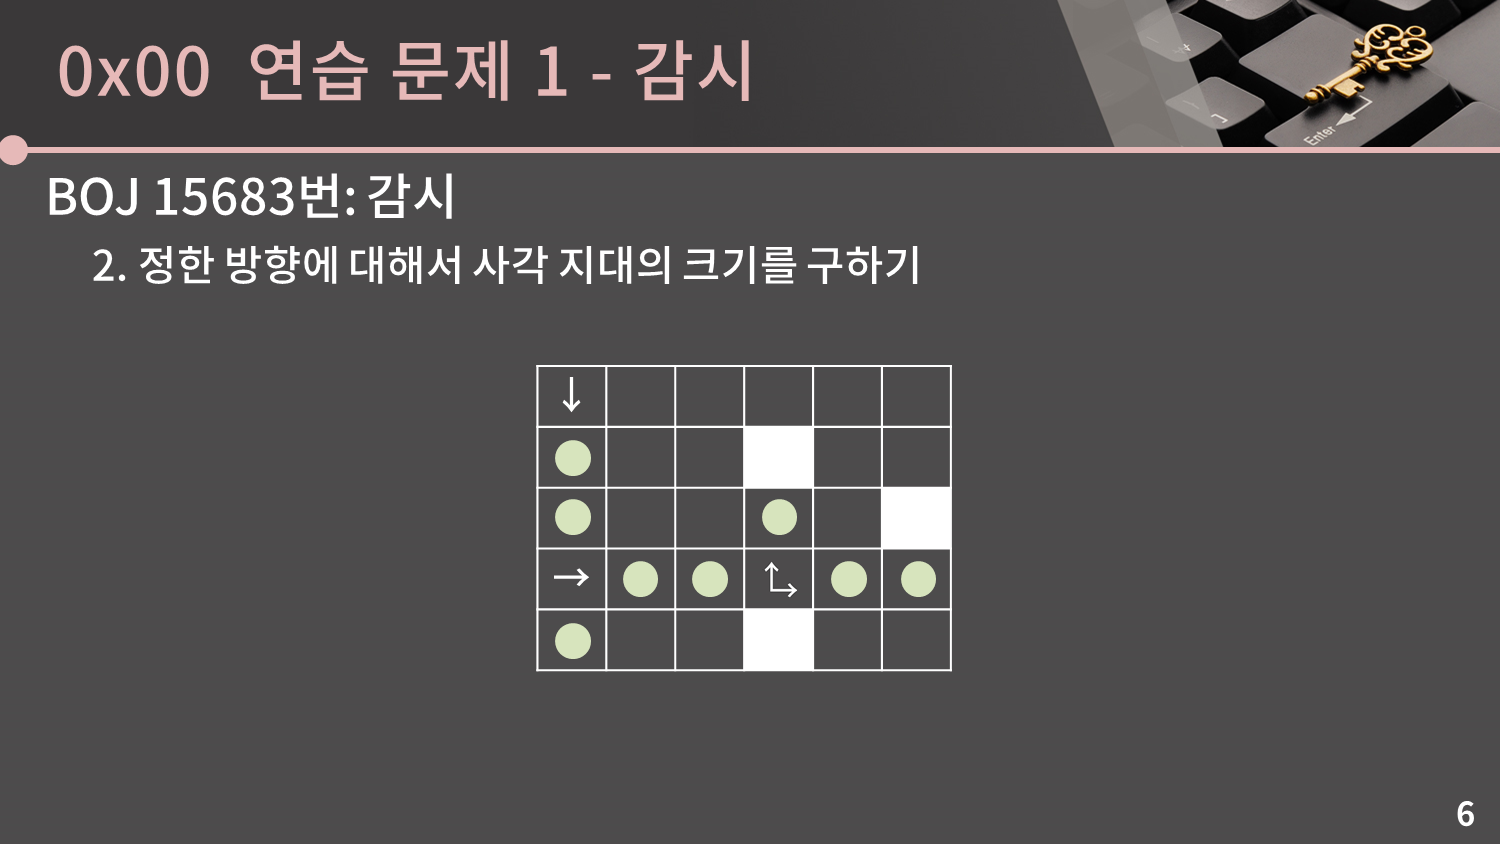 0x00 연습 문제 1 - 감시
Enter
BOJ 15683번: 감시
2. 정한 방향에 대해서 사각 지대의 크기를 구하기
↓
→
6